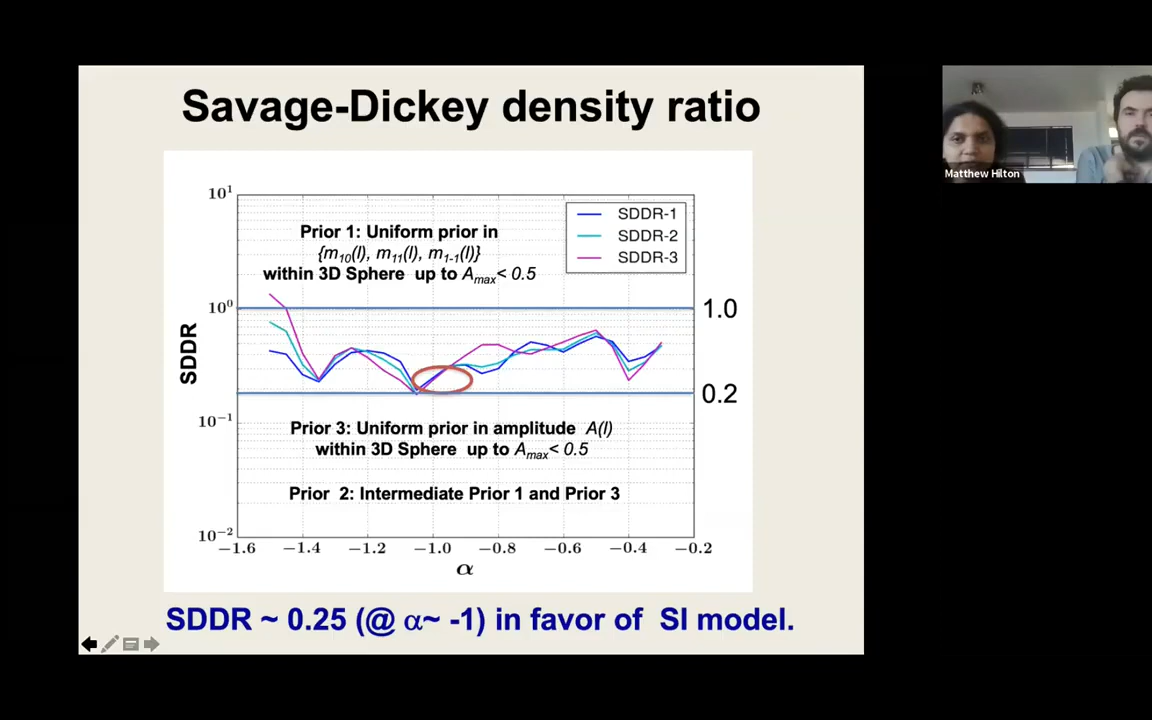 Savage-Dickey density ratio
10¹
10⁰
10⁻¹
10⁻²
SDDR
Prior 1: Uniform prior in
{m₁₀(l), m₁₁(l), m₁₋₁(l)}
within 3D Sphere up to Aₘₐₓ< 0.5
SDDR-1
SDDR-2
SDDR-3
1.0
0.2
Prior 3: Uniform prior in amplitude A(l)
within 3D Sphere up to Aₘₐₓ< 0.5
Prior 2: Intermediate Prior 1 and Prior 3
−1.6 −1.4 −1.2 −1.0 −0.8 −0.6 −0.4 −0.2
α
SDDR ~ 0.25 (@ α~ -1) in favor of SI model.
Matthew Hilton